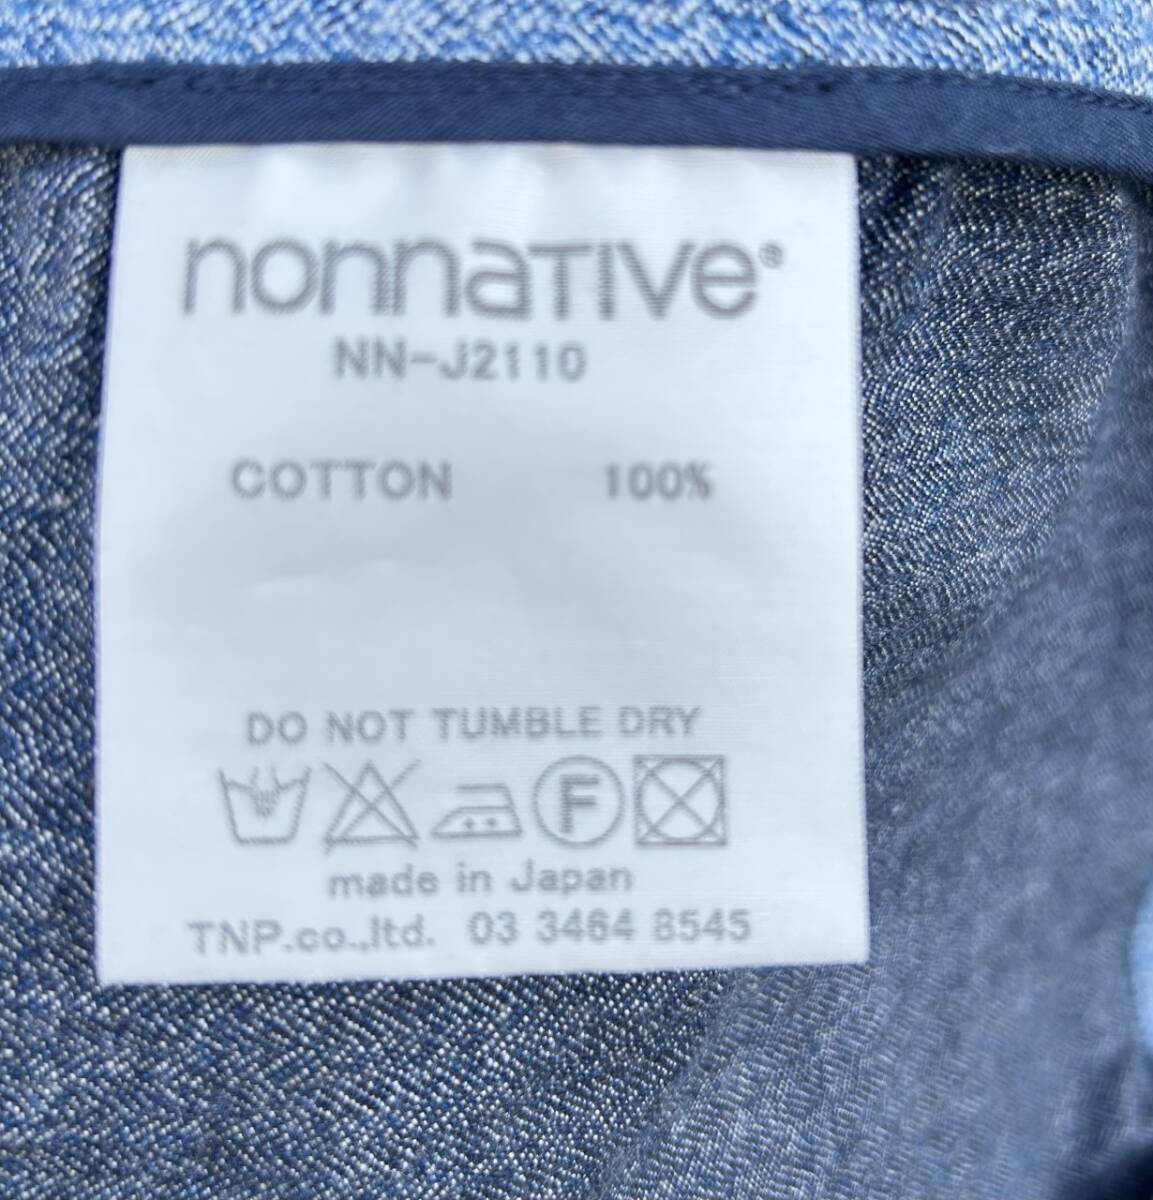 nonnative®
NN-J2110
COTTON 100%
DO NOT TUMBLE DRY
F
made in Japan
TNP.co.,ltd. 03 3464 8545